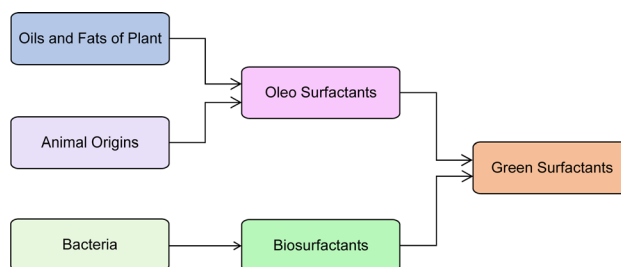 Oils and Fats of Plant
Oleo Surfactants
Animal Origins
Green Surfactants
Bacteria
Biosurfactants